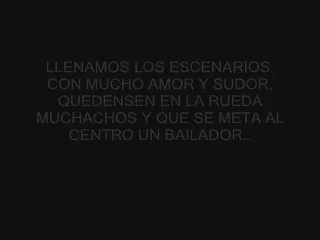 LLENAMOS LOS ESCENARIOS,
CON MUCHO AMOR Y SUDOR,
QUEDENSEN EN LA RUEDA
MUCHACHOS Y QUE SE META AL
CENTRO UN BAILADOR...